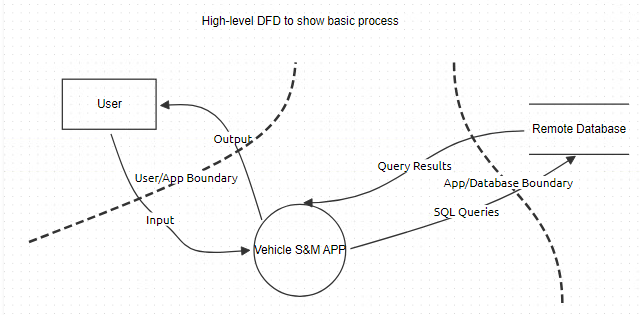 High-level DFD to show basic process
User
Remote Database
Output
Query Results
User/App Boundary
App/Database Boundary
SQL Queries
Input
Vehicle S&M APP